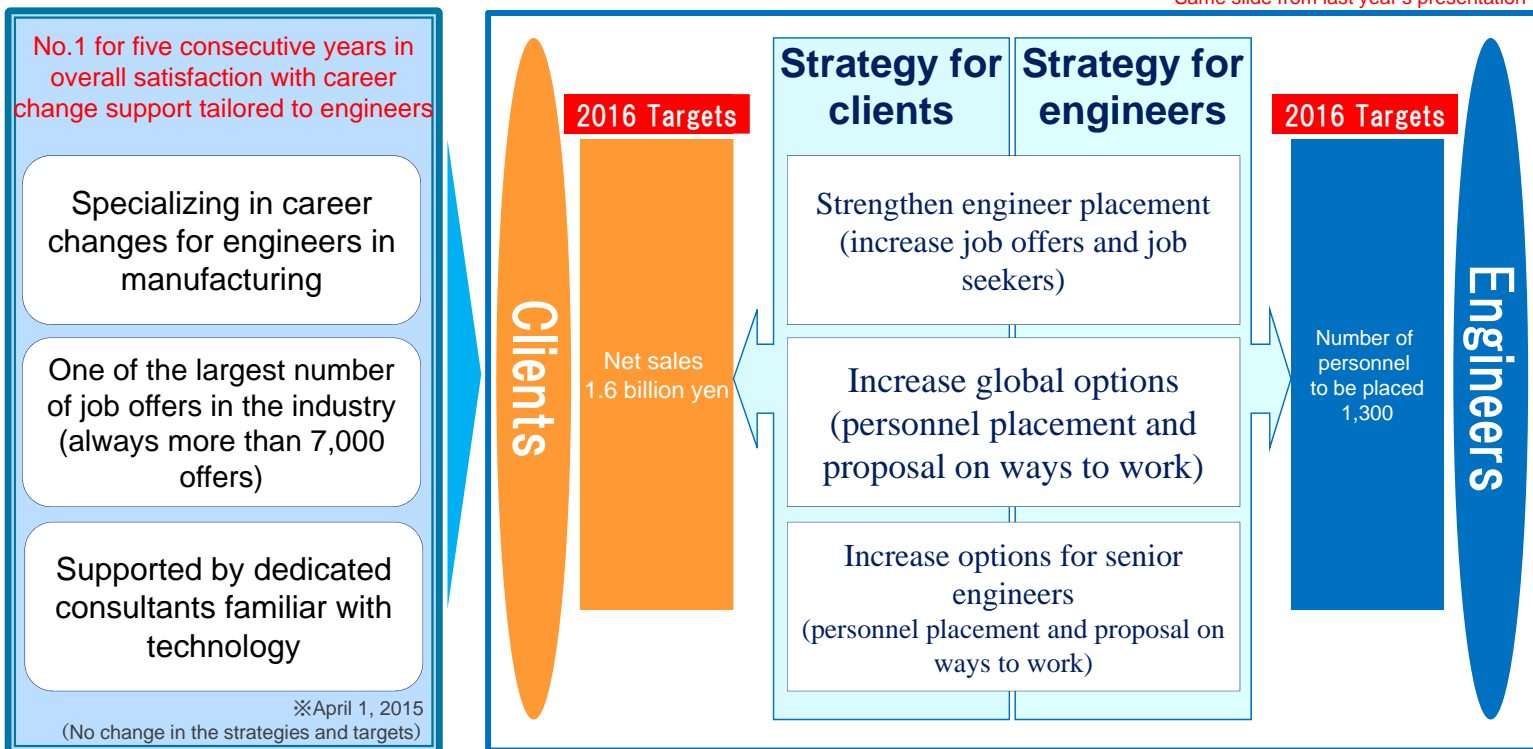 Same slide from last year's presentation
No.1 for five consecutive years in
overall satisfaction with career
change support tailored to engineers
Specializing in career
changes for engineers in
manufacturing
One of the largest number
of job offers in the industry
(always more than 7,000
offers)
Supported by dedicated
consultants familiar with
technology
※April 1, 2015
（No change in the strategies and targets）
Clients
2016 Targets
Net sales
1.6 billion yen
Strategy for
clients
Strategy for
engineers
Strengthen engineer placement
(increase job offers and job
seekers)
Increase global options
(personnel placement and
proposal on ways to work)
Increase options for senior
engineers
(personnel placement and proposal on
ways to work)
2016 Targets
Number of
personnel
to be placed
1,300
Engineers